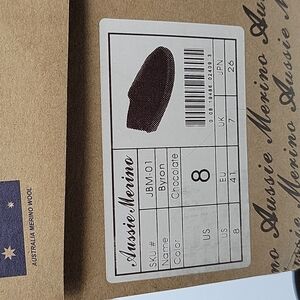 Aussie Merino
SKU # JBM-01
Name Byron
Color Chocolate
US 8
US EU UK JPN
8 41 7 26
AUSTRALIA MERINO WOOL
Aussie Merino
Aussie Merino